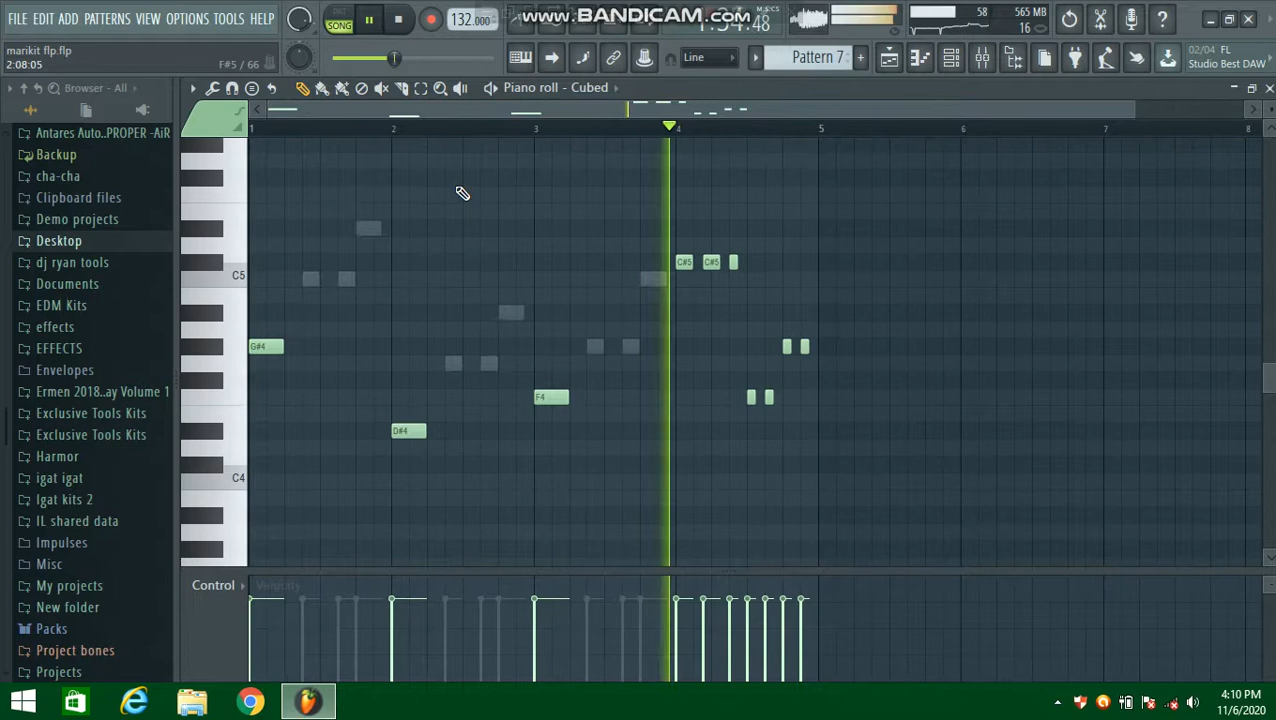 FILE EDIT ADD PATTERNS VIEW OPTIONS TOOLS HELP
SONG
132.000
www.BANDICAM.com
M:S:CS
58
565 MB
16
marikit flp.flp
2:08:05
F#5 / 66
Line
Pattern 7
02/04 FL
Studio Best DAW
Browser - All
Piano roll - Cubed
1 2 3 4 5 6 7 8
Antares Auto..PROPER -AiR
Backup
cha-cha
Clipboard files
Demo projects
Desktop
dj ryan tools
Documents
EDM Kits
effects
EFFECTS
Envelopes
Ermen 2018..ay Volume 1
Exclusive Tools Kits
Exclusive Tools Kits
Harmor
igat igat
Igat kits 2
IL shared data
Impulses
Misc
My projects
New folder
Packs
Project bones
Projects
C5
C4
G#4
D#4
F4
C#5
C#5
Control
Velocity
4:10 PM
11/6/2020